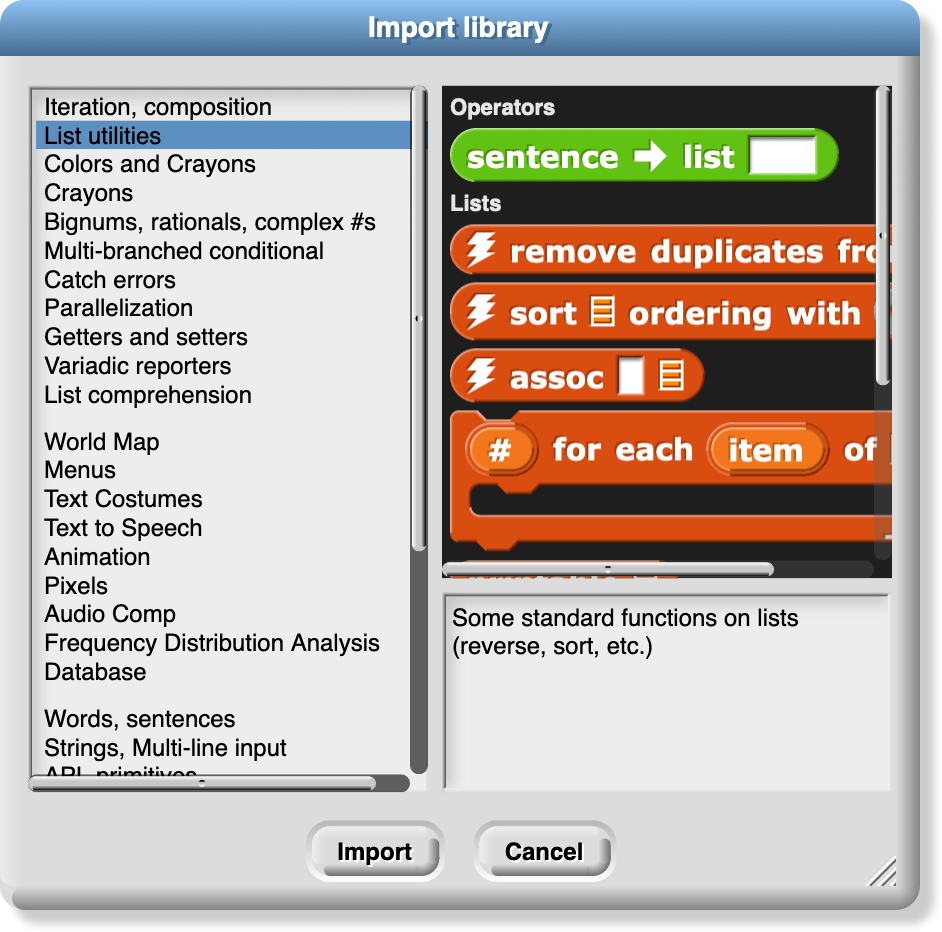 Import library
Iteration, composition
List utilities
Colors and Crayons
Crayons
Bignums, rationals, complex #s
Multi-branched conditional
Catch errors
Parallelization
Getters and setters
Variadic reporters
List comprehension
World Map
Menus
Text Costumes
Text to Speech
Animation
Pixels
Audio Comp
Frequency Distribution Analysis
Database
Words, sentences
Strings, Multi-line input
APL primitives
Operators
sentence ➡ list
Lists
remove duplicates fro
sort ordering with
assoc
# for each item of
Some standard functions on lists
(reverse, sort, etc.)
Import
Cancel